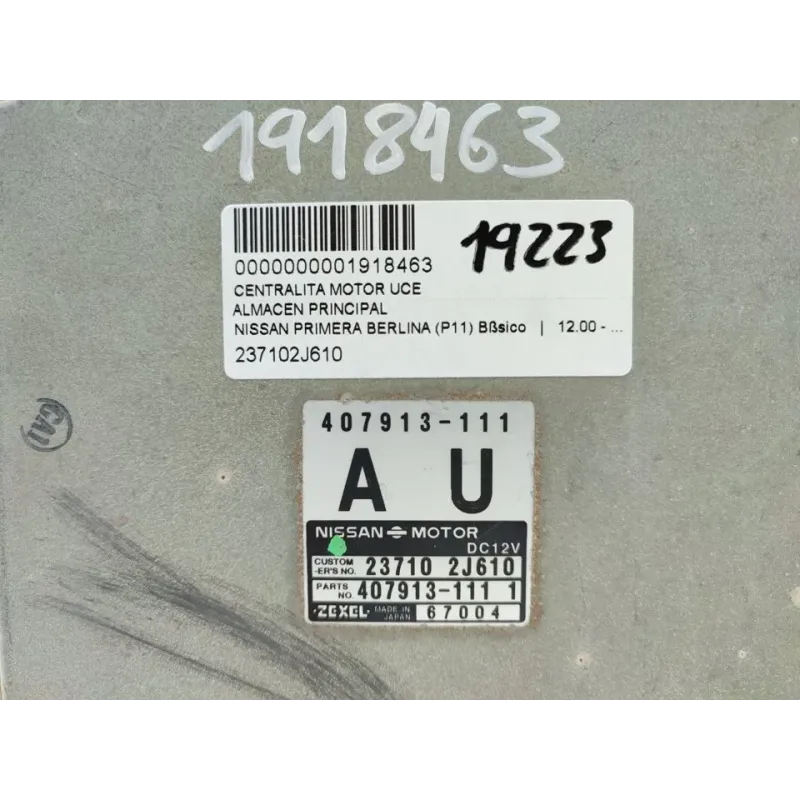 1918463
19223
0000000001918463
CENTRALITA MOTOR UCE
ALMACEN PRINCIPAL
NISSAN PRIMERA BERLINA (P11) Bßsico | 12.00 - ...
237102J610
CA1
407913-111
A U
NISSAN MOTOR
DC12V
CUSTOM -ER'S NO. 23710 2J610
PARTS NO. 407913-111 1
ZEXEL MADE IN JAPAN 67004